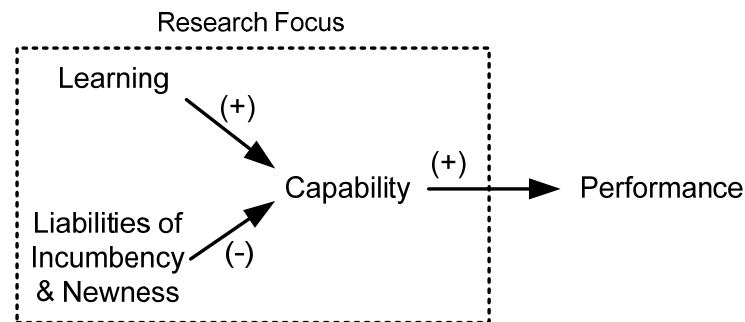 Research Focus
Learning
(+)
Capability
(+)
Performance
Liabilities of
Incumbency
& Newness
(-)